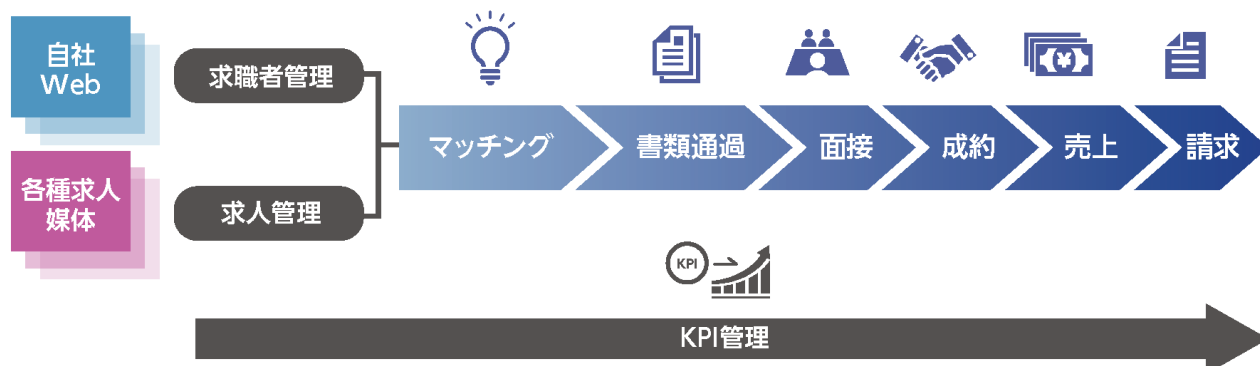 自社
Web
各種求人
媒体
求職者管理
求人管理
マッチング
書類通過
面接
成約
売上
請求
KPI
KPI管理
¥